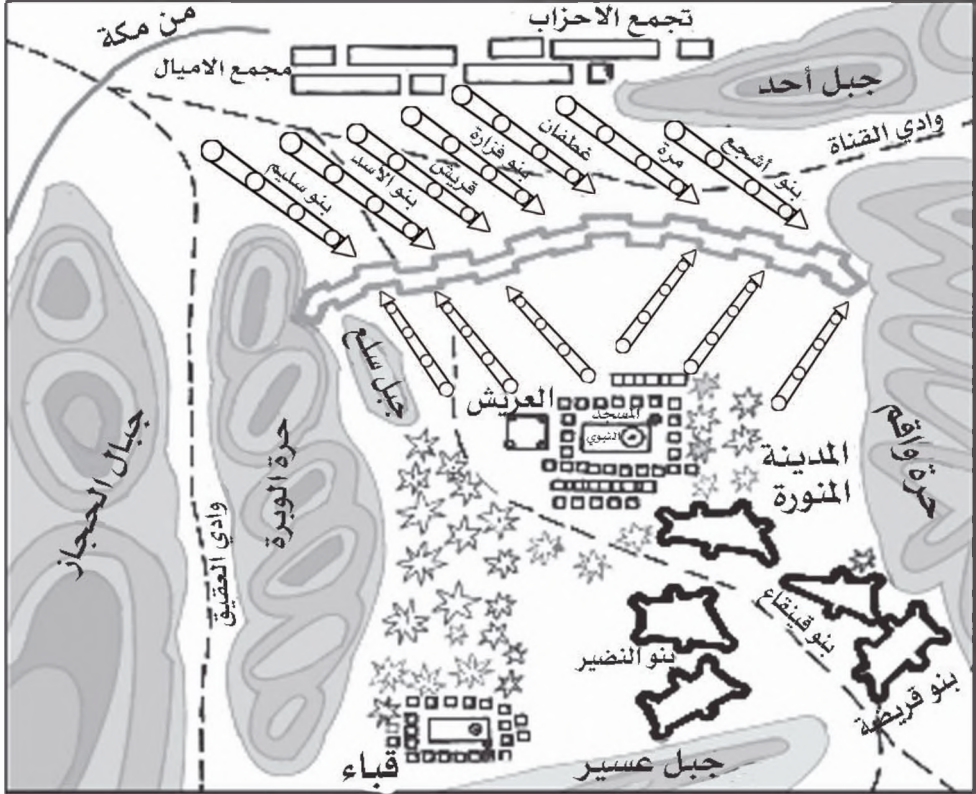 تجمع الاحزاب
من مكة
مجمع الاميال
جبل أحد
وادي القناة
بنو أشجع
مرة
غطفان
بنو فزارة
قريش
بنو الاسد
بنو سليم
جبل سلع
العريش
المسجد
النبوي
المدينة
المنورة
حرة واقم
حرة الوبرة
جبال الحجاز
وادي العقيق
بنو قينقاع
بنو النضير
بنو قريضة
قباء
جبل عسير